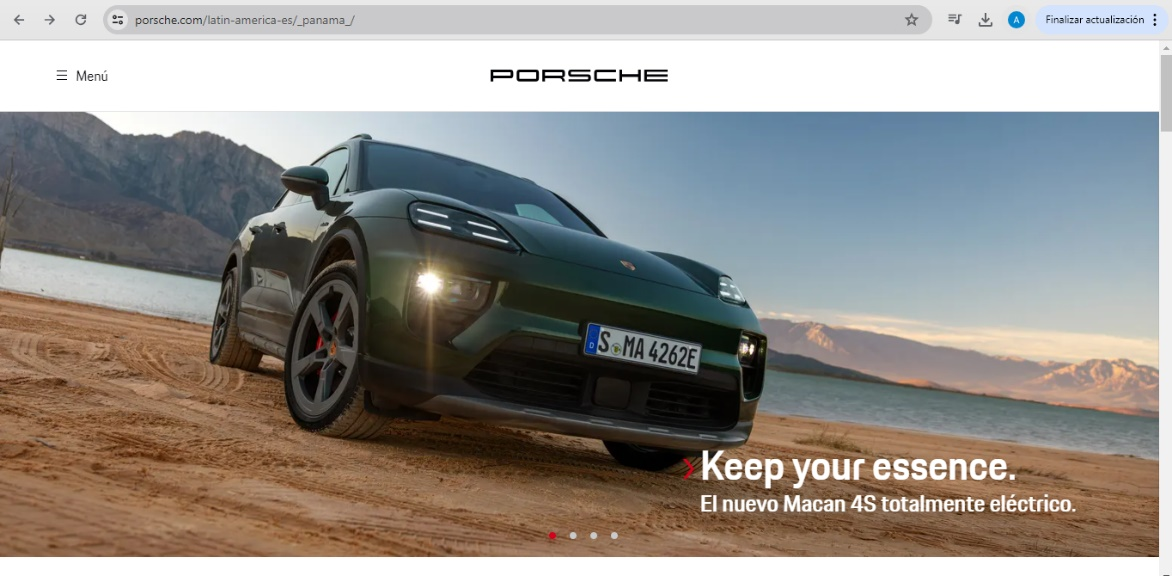 porsche.com/latin-america-es/_panama_/
A
Finalizar actualización
Menú
PORSCHE
S MA 4262E
D
Keep your essence.
El nuevo Macan 4S totalmente eléctrico.